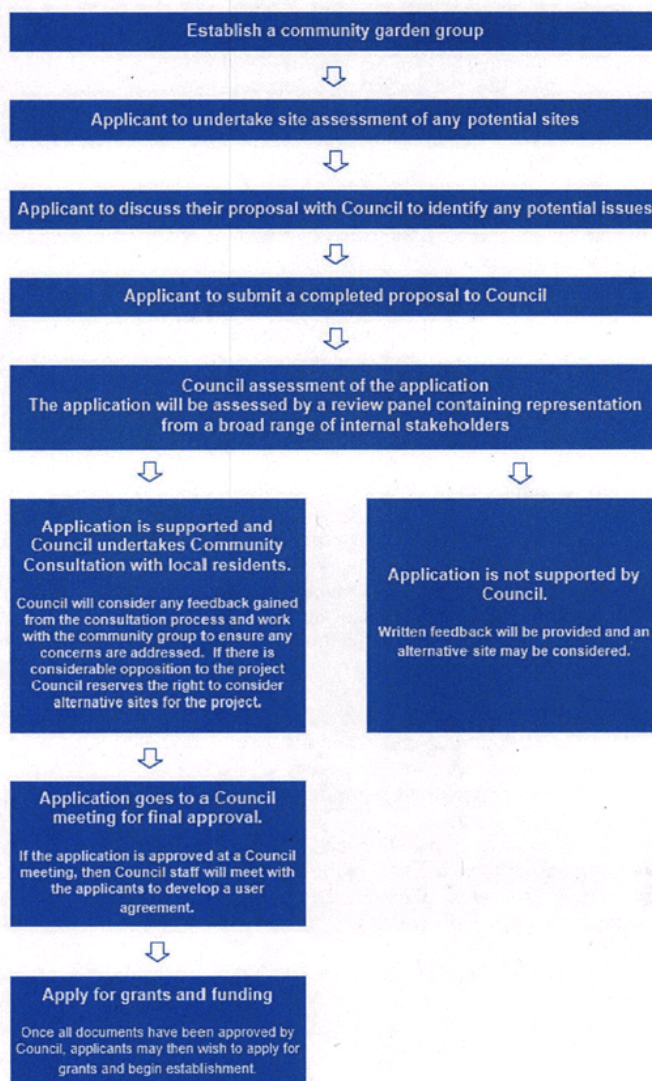 Establish a community garden group
Applicant to undertake site assessment of any potential sites
Applicant to discuss their proposal with Council to identify any potential issues
Applicant to submit a completed proposal to Council
Council assessment of the application
The application will be assessed by a review panel containing representation
from a broad range of internal stakeholders
Application is supported and
Council undertakes Community
Consultation with local residents.
Council will consider any feedback gained
from the consultation process and work
with the community group to ensure any
concerns are addressed. If there is
considerable opposition to the project
Council reserves the right to consider
alternative sites for the project.
Application is not supported by
Council.
Written feedback will be provided and an
alternative site may be considered.
Application goes to a Council
meeting for final approval.
If the application is approved at a Council
meeting, then Council staff will meet with
the applicants to develop a user
agreement.
Apply for grants and funding
Once all documents have been approved by
Council, applicants may then wish to apply for
grants and begin establishment.